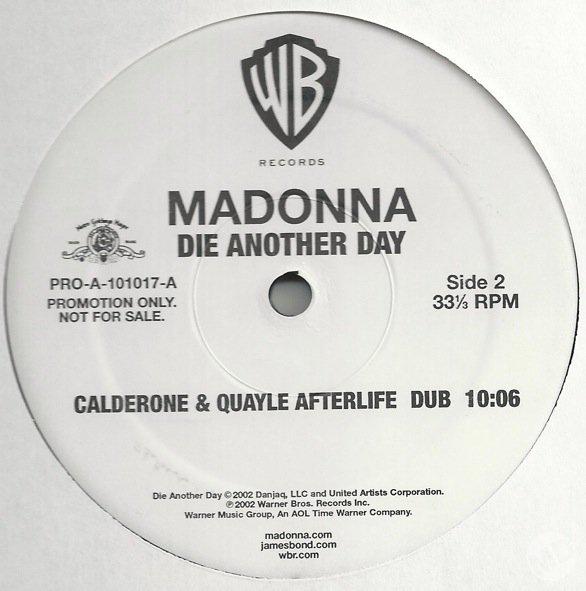 WB
RECORDS
MADONNA
DIE ANOTHER DAY
PRO-A-101017-A
PROMOTION ONLY.
NOT FOR SALE.
Side 2
33⅓ RPM
CALDERONE & QUAYLE AFTERLIFE DUB 10:06
Die Another Day ©2002 Danjaq, LLC and United Artists Corporation.
℗2002 Warner Bros. Records Inc.
Warner Music Group, An AOL Time Warner Company.
madonna.com
jamesbond.com
wbr.com